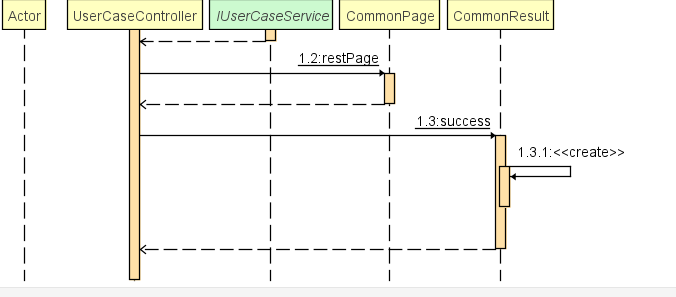 Actor
UserCaseController
IUserCaseService
CommonPage
CommonResult
1.2:restPage
1.3:success
1.3.1:<<create>>